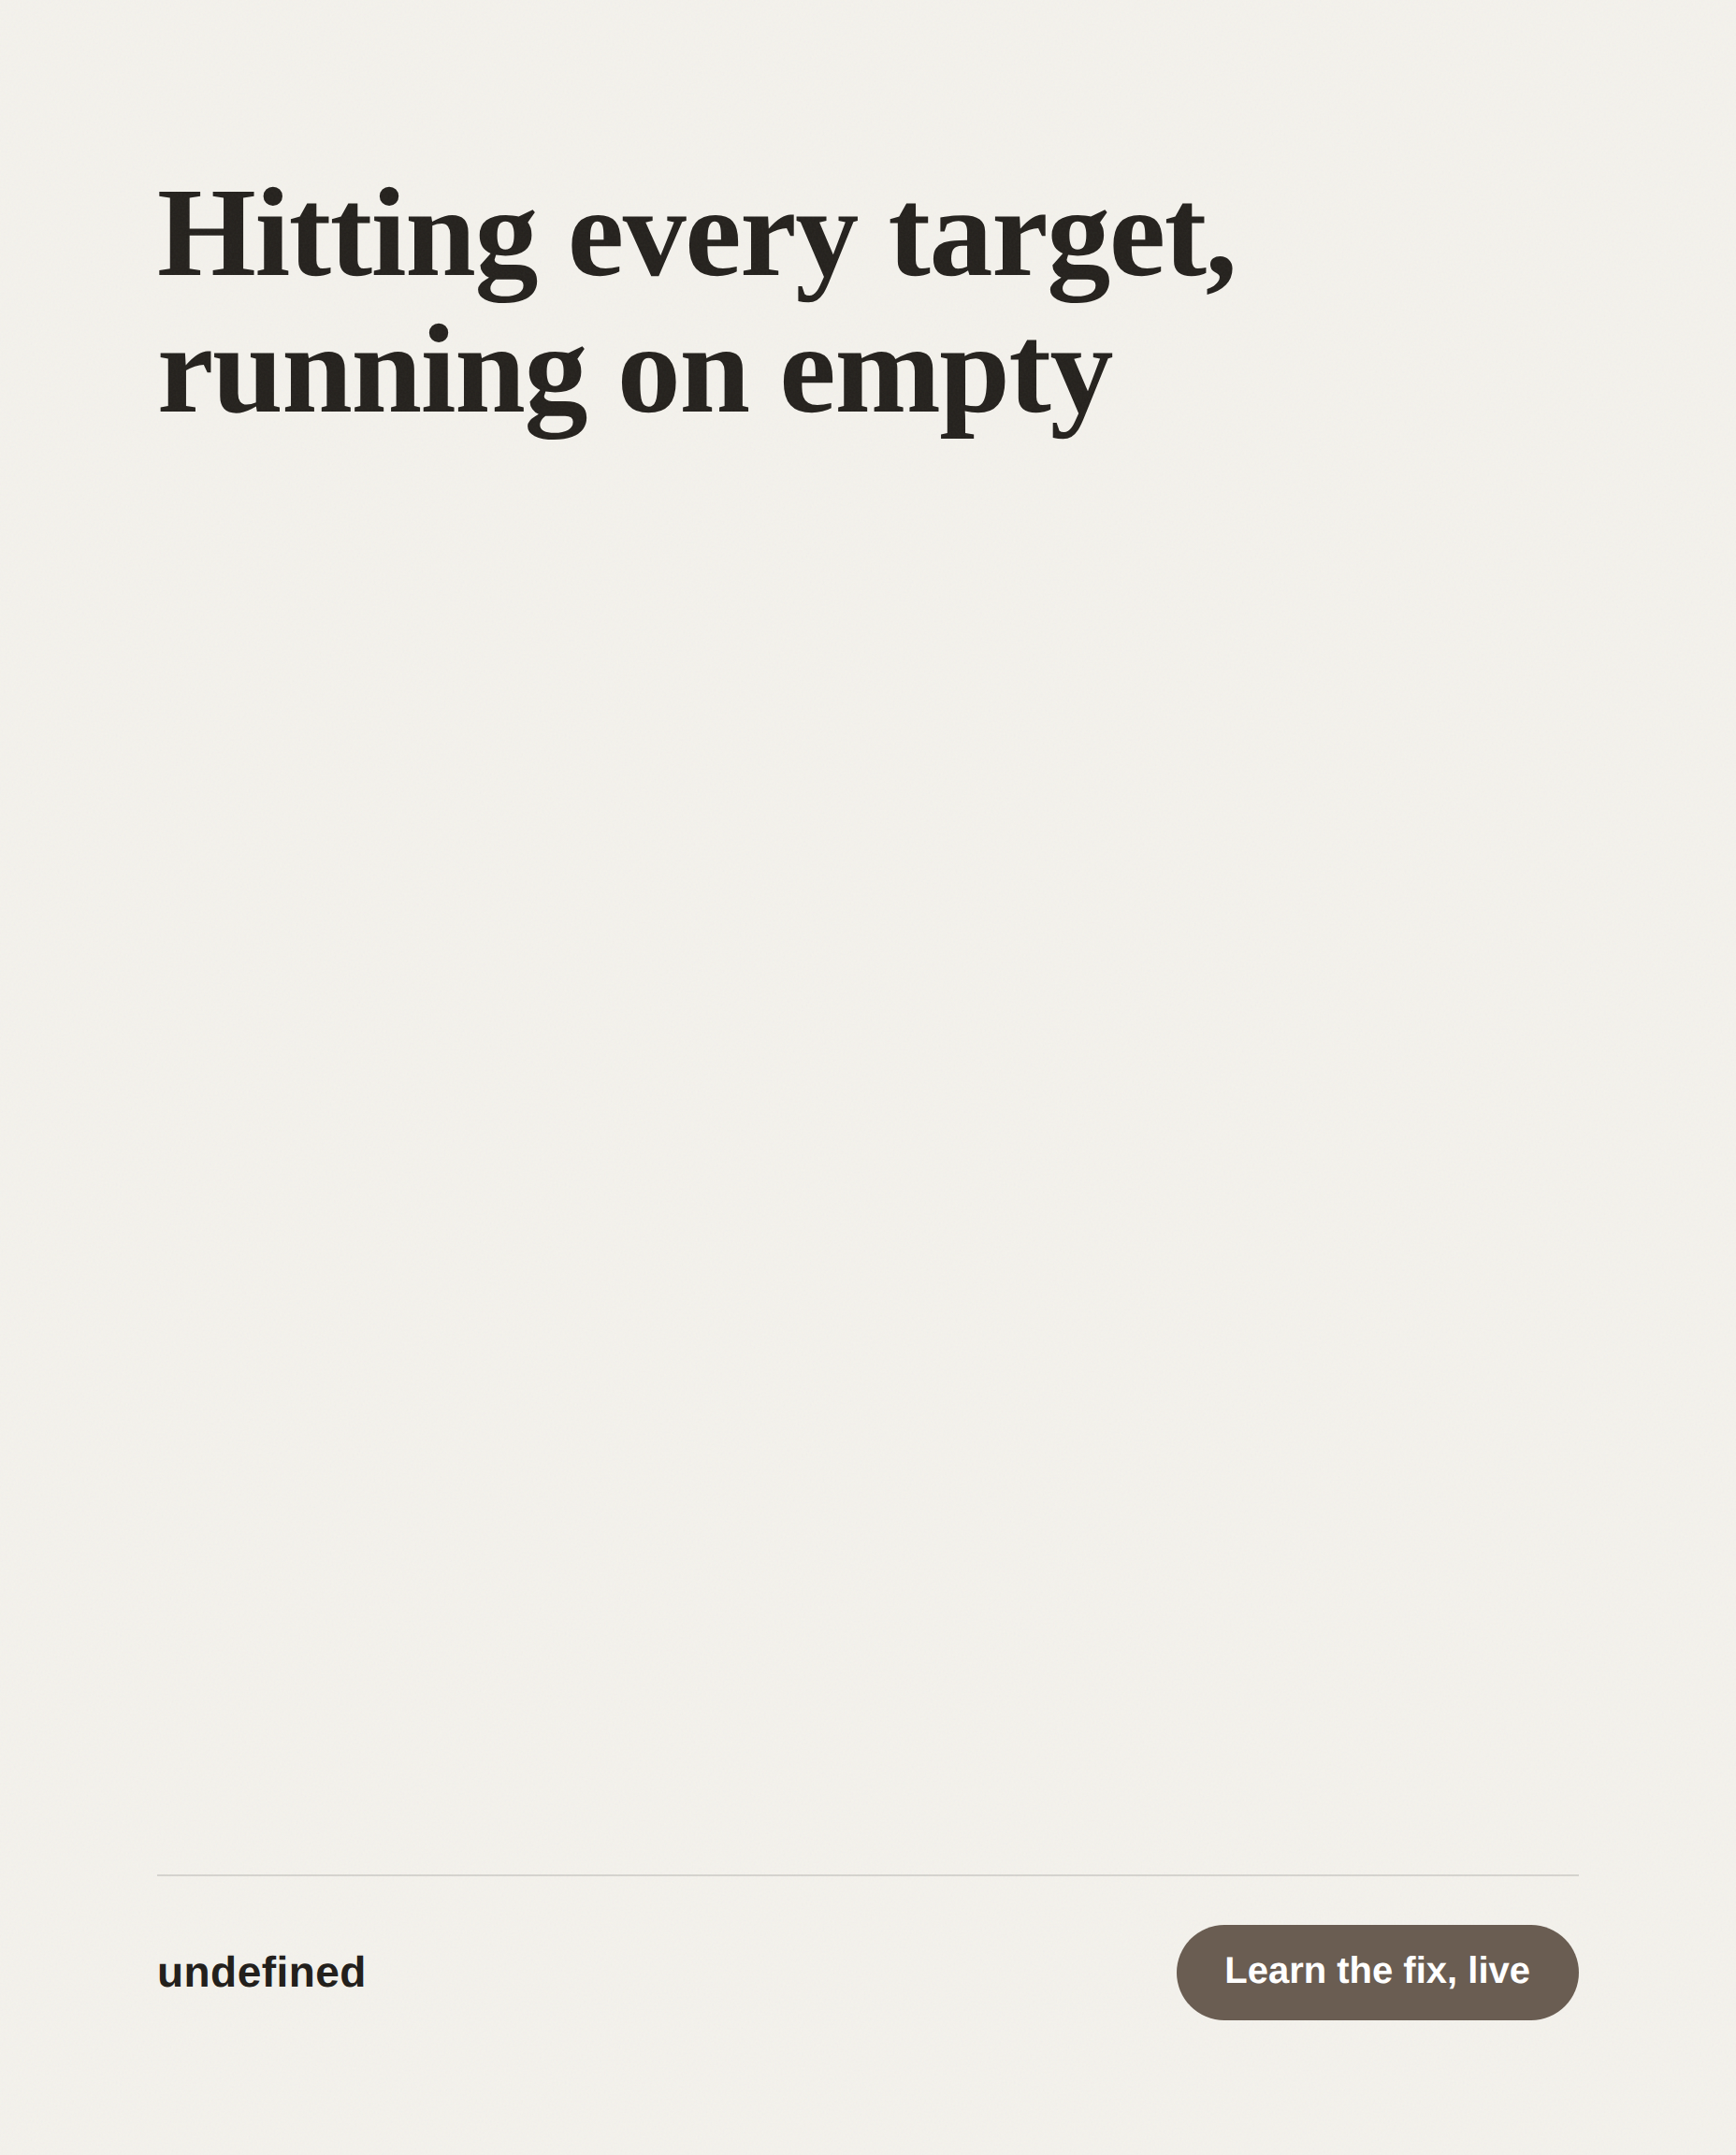 Hitting every target,
running on empty
undefined
Learn the fix, live